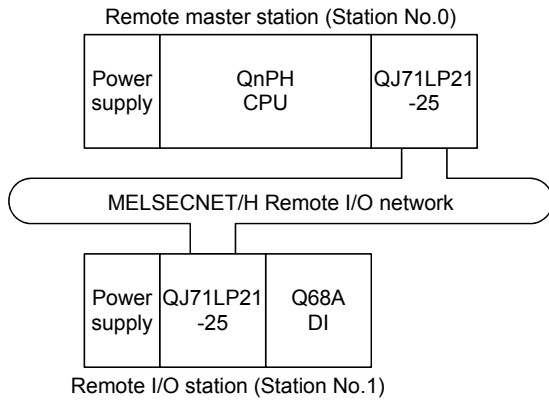 Remote master station (Station No.0)
Power
supply
QnPH
CPU
QJ71LP21
-25
MELSECNET/H Remote I/O network
Power
supply
QJ71LP21
-25
Q68A
DI
Remote I/O station (Station No.1)